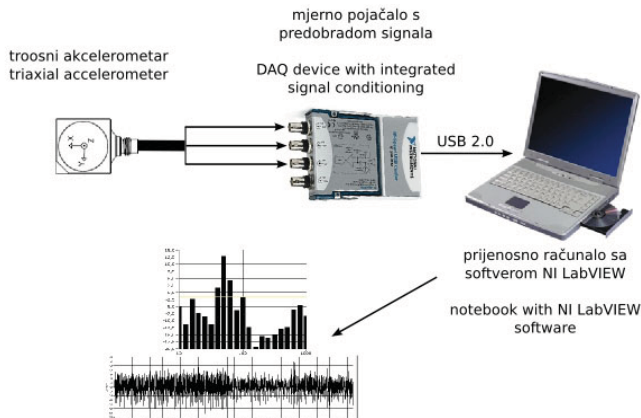 mjerno pojačalo s
predobradom signala
troosni akcelerometar
triaxial accelerometer
DAQ device with integrated
signal conditioning
USB 2.0
X
Z
Y
prijenosno računalo sa
softverom NI LabVIEW
notebook with NI LabVIEW
software